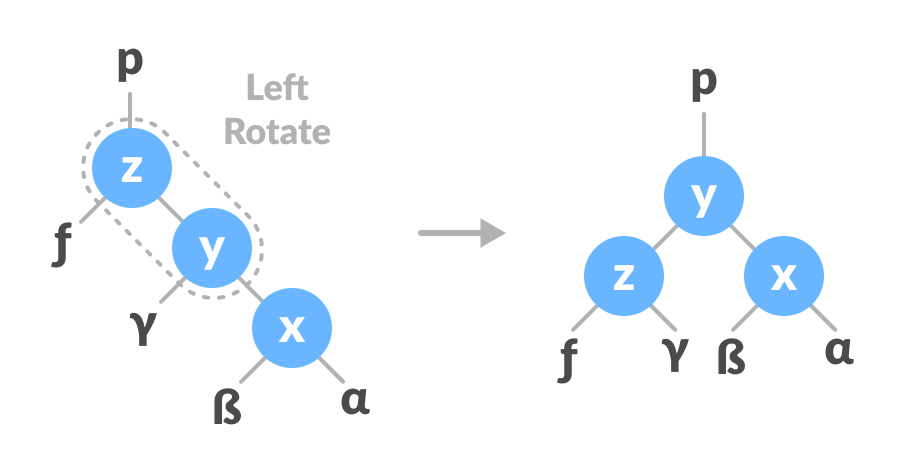 p
Left
Rotate
z
ƒ
y
γ
x
ß
α
p
y
z
x
ƒ
γ
ß
α